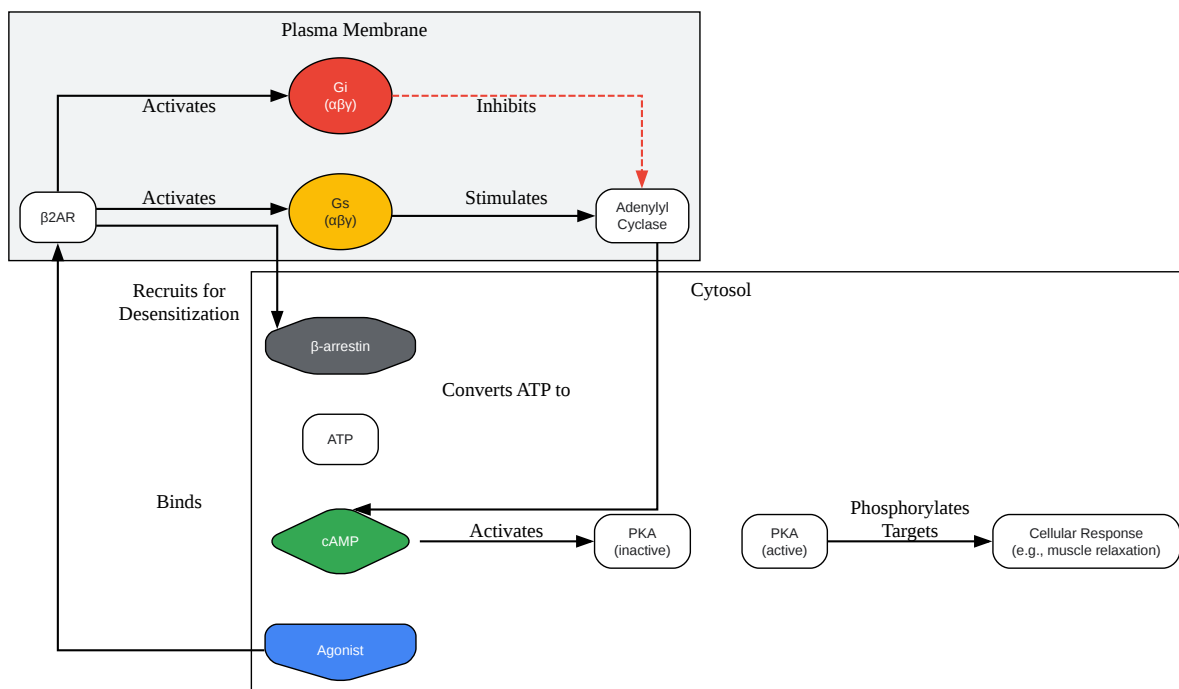 Plasma Membrane
Gi
(αβγ)
Activates
Inhibits
Activates
Gs
(αβγ)
Stimulates
β2AR
Adenylyl
Cyclase
Recruits for
Desensitization
Cytosol
β-arrestin
Converts ATP to
ATP
Binds
cAMP
Activates
PKA
(inactive)
PKA
(active)
Phosphorylates
Targets
Cellular Response
(e.g., muscle relaxation)
Agonist